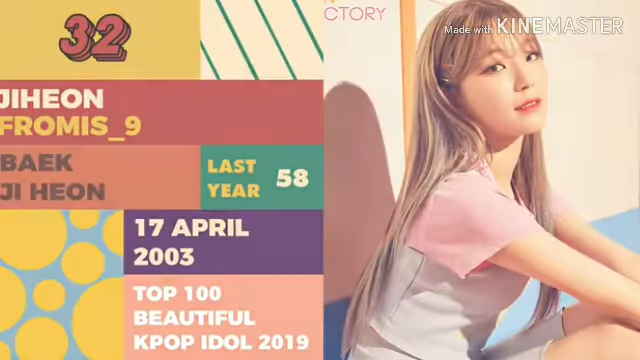 32
CTORY
Made with KINEMASTER
JIHEON
FROMIS_9
BAEK
JI HEON
LAST
YEAR
58
17 APRIL
2003
TOP 100
BEAUTIFUL
KPOP IDOL 2019